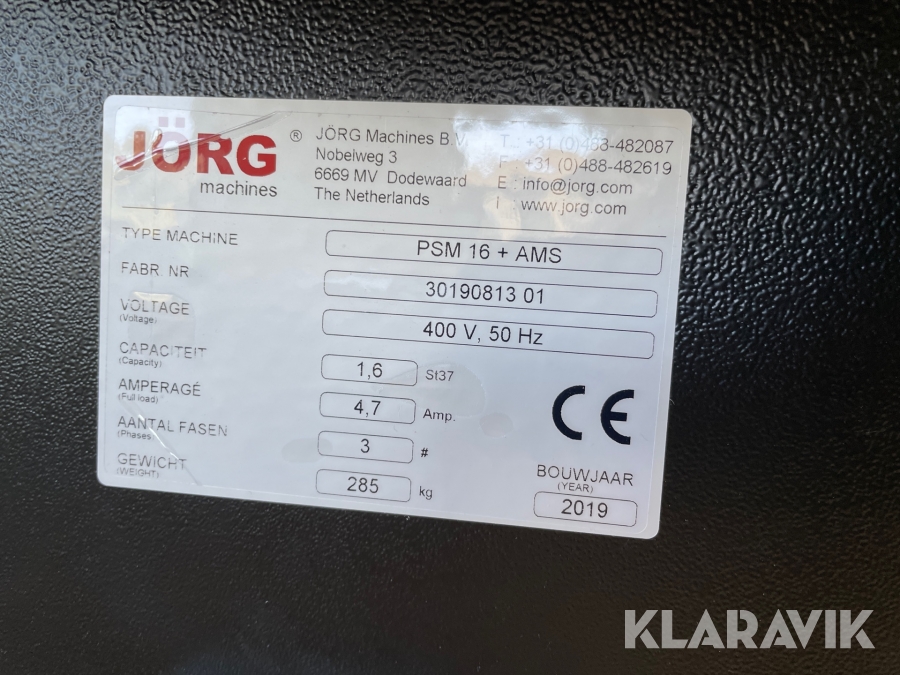 JÖRG ®
machines
JÖRG Machines B.V.
Nobelweg 3
6669 MV Dodewaard
The Netherlands
T : +31 (0)488-482087
F : +31 (0)488-482619
E : info@jorg.com
I : www.jorg.com
TYPE MACHINE PSM 16 + AMS
FABR. NR 30190813 01
VOLTAGE 400 V, 50 Hz
(Voltage)
CAPACITEIT 1,6 St37
(Capacity)
AMPERAGE 4,7 Amp.
(Full load)
AANTAL FASEN 3 #
(Phases)
GEWICHT 285 kg
(WEIGHT)
CE
BOUWJAAR
(YEAR)
2019
KLARAVIK